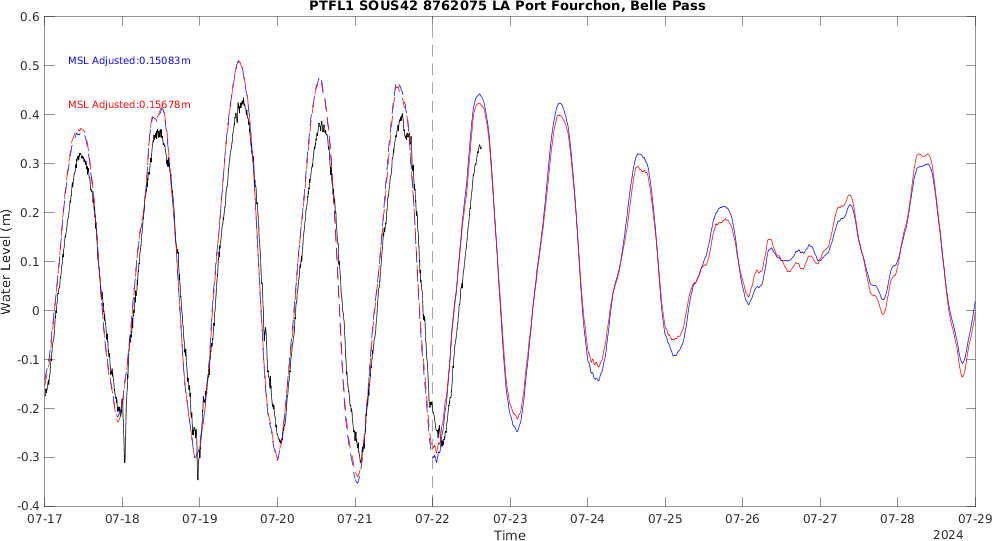 PTFL1 SOUS42 8762075 LA Port Fourchon, Belle Pass
0.6
0.5
0.4
0.3
0.2
0.1
0
-0.1
-0.2
-0.3
-0.4
Water Level (m)
MSL Adjusted:0.15083m
MSL Adjusted:0.15678m
07-17 07-18 07-19 07-20 07-21 07-22 07-23 07-24 07-25 07-26 07-27 07-28 07-29
Time
2024